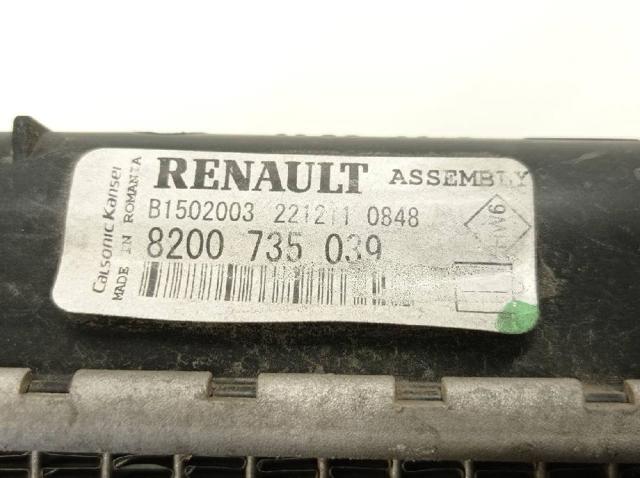 RENAULT ASSEMBLY
B1502003 221211 0848
8200 735 039
Calsonic Kansei
MADE IN ROMANIA